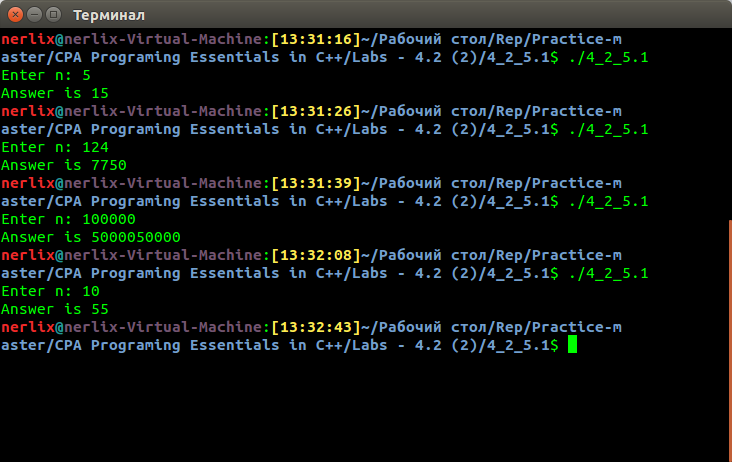 Терминал
nerlix@nerlix-Virtual-Machine:[13:31:16]~/Рабочий стол/Rep/Practice-m
aster/CPA Programing Essentials in C++/Labs - 4.2 (2)/4_2_5.1$ ./4_2_5.1
Enter n: 5
Answer is 15
nerlix@nerlix-Virtual-Machine:[13:31:26]~/Рабочий стол/Rep/Practice-m
aster/CPA Programing Essentials in C++/Labs - 4.2 (2)/4_2_5.1$ ./4_2_5.1
Enter n: 124
Answer is 7750
nerlix@nerlix-Virtual-Machine:[13:31:39]~/Рабочий стол/Rep/Practice-m
aster/CPA Programing Essentials in C++/Labs - 4.2 (2)/4_2_5.1$ ./4_2_5.1
Enter n: 100000
Answer is 5000050000
nerlix@nerlix-Virtual-Machine:[13:32:08]~/Рабочий стол/Rep/Practice-m
aster/CPA Programing Essentials in C++/Labs - 4.2 (2)/4_2_5.1$ ./4_2_5.1
Enter n: 10
Answer is 55
nerlix@nerlix-Virtual-Machine:[13:32:43]~/Рабочий стол/Rep/Practice-m
aster/CPA Programing Essentials in C++/Labs - 4.2 (2)/4_2_5.1$